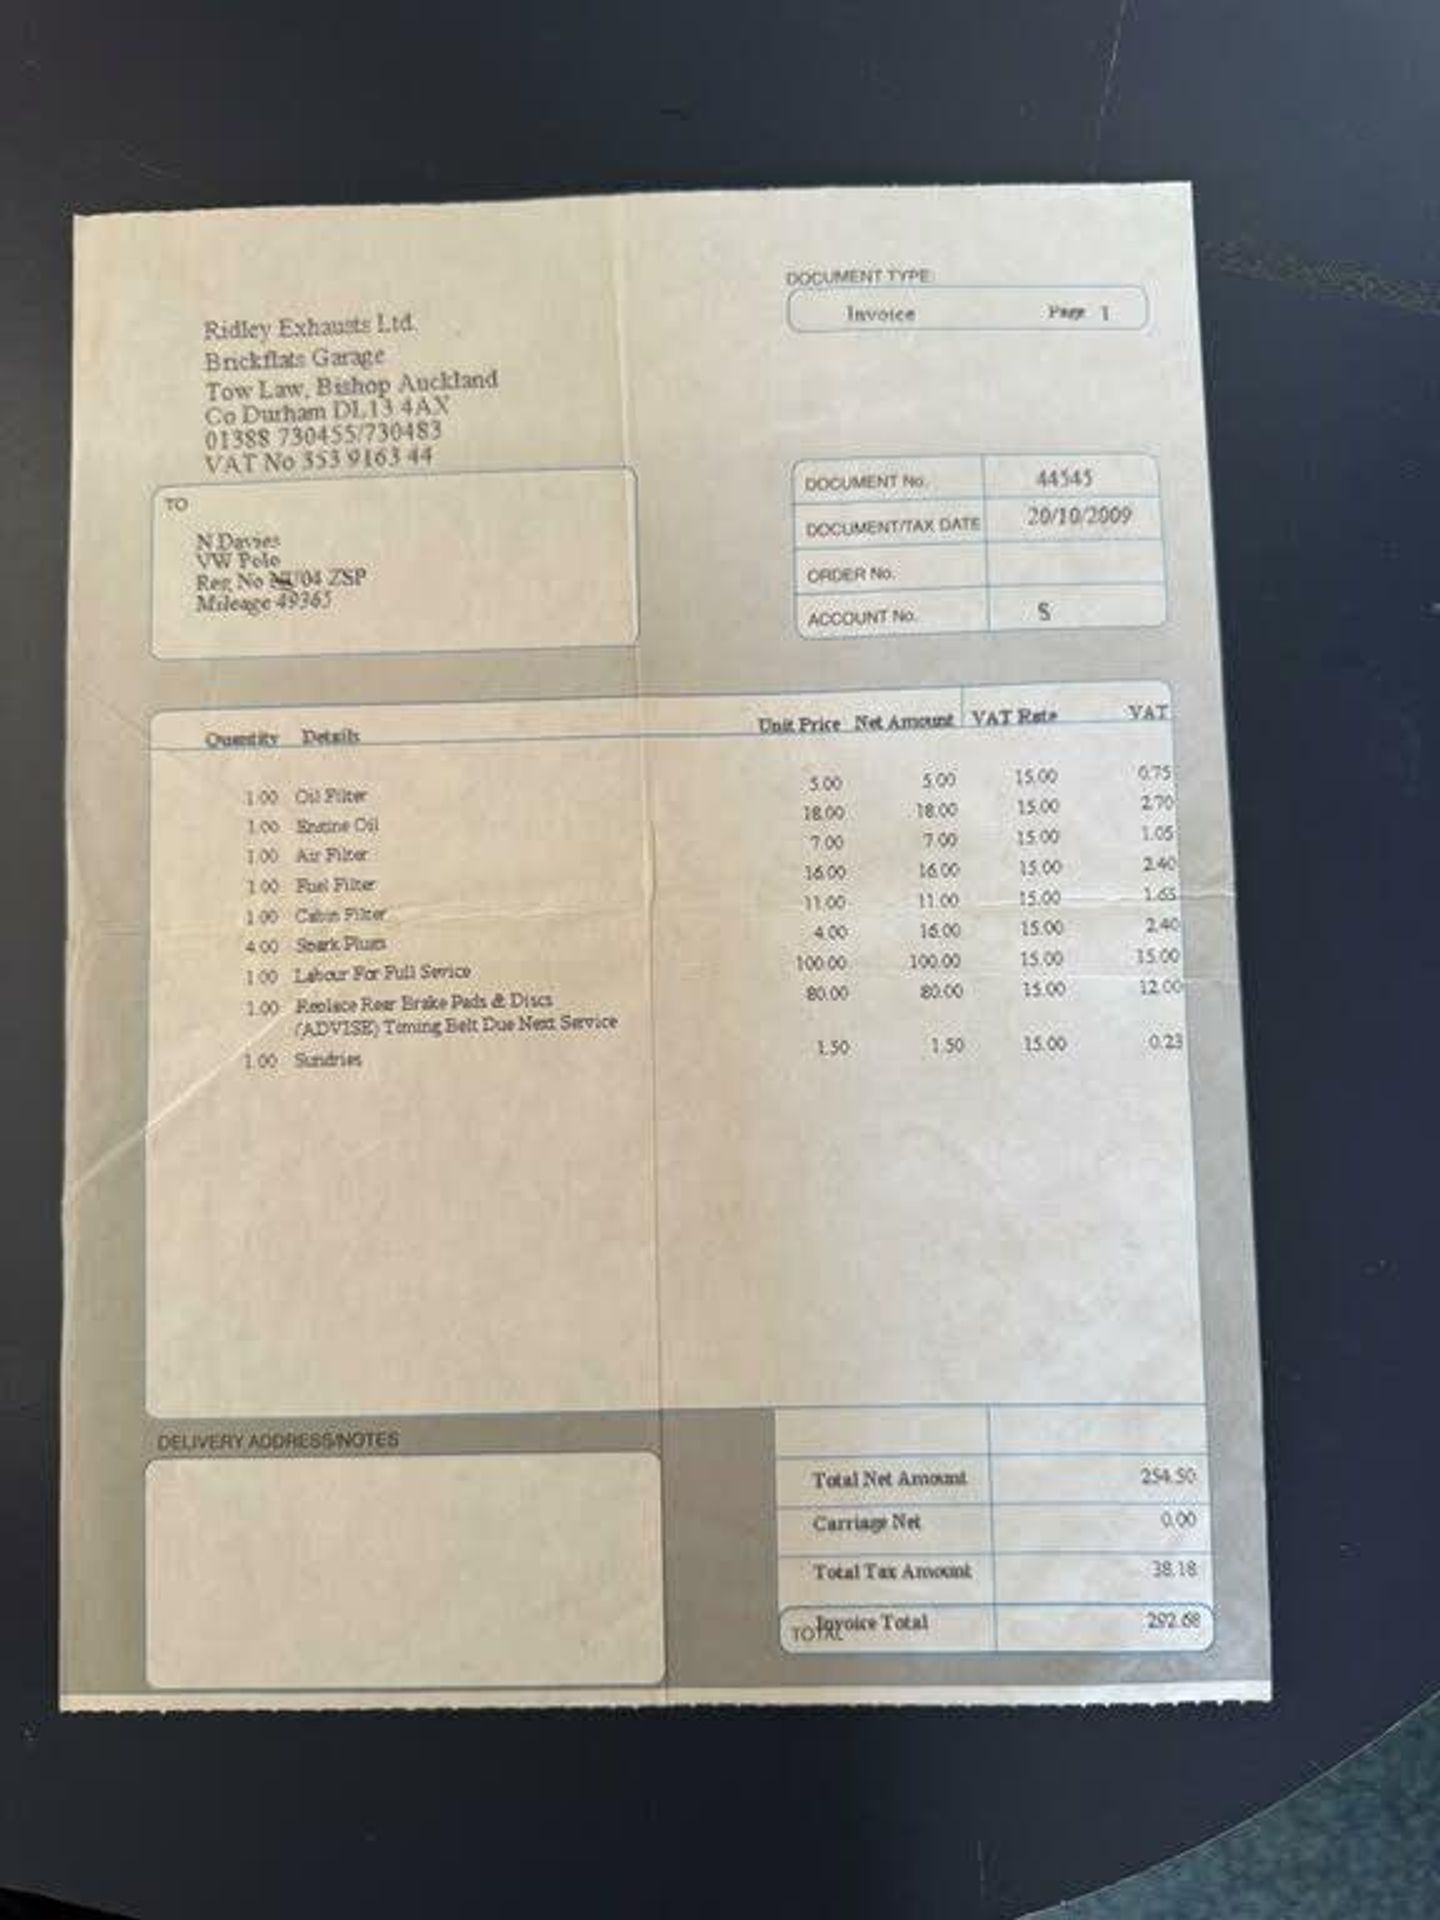 DOCUMENT TYPE:
Invoice Page 1
Ridley Exhausts Ltd.
Brickflats Garage
Tow Law, Bishop Auckland
Co Durham DL13 4AX
01388 730455/730483
VAT No 353 9163 44
TO
N Davies
VW Polo
Reg No 04 ZSP
Mileage 49365
DOCUMENT No. 44545
DOCUMENT/TAX DATE 20/10/2009
ORDER No.
ACCOUNT No. S
Quantity Details Unit Price Net Amount VAT Rate VAT
1.00 Oil Filter 5.00 5.00 15.00 0.75
1.00 Engine Oil 18.00 18.00 15.00 2.70
1.00 Air Filter 7.00 7.00 15.00 1.05
1.00 Fuel Filter 16.00 16.00 15.00 2.40
1.00 Cabin Filter 11.00 11.00 15.00 1.65
4.00 Spark Plugs 4.00 16.00 15.00 2.40
1.00 Labour For Full Sevice 100.00 100.00 15.00 15.00
1.00 Replace Rear Brake Pads & Discs 80.00 80.00 15.00 12.00
(ADVISE) Timing Belt Due Next Service
1.00 Sundries 1.50 1.50 15.00 0.23
DELIVERY ADDRESS/NOTES
Total Net Amount 254.50
Carriage Net 0.00
Total Tax Amount 38.18
Invoice Total 292.68
TOTAL